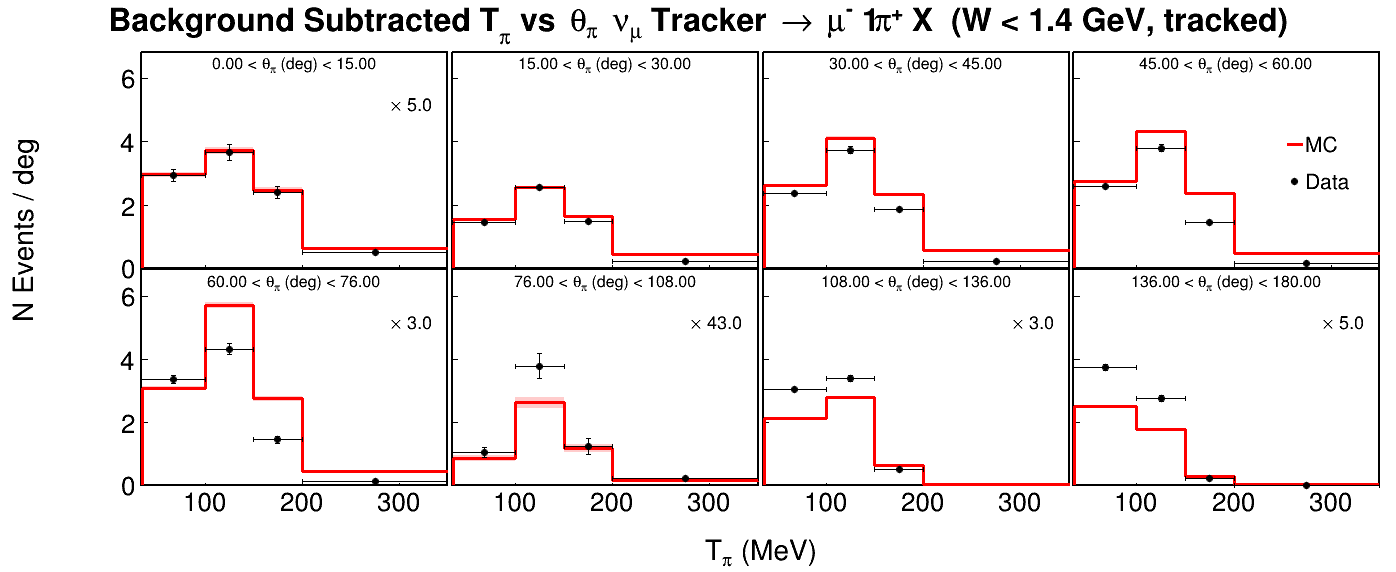 Background Subtracted T_π vs θ_π ν_μ Tracker → μ⁻ 1π⁺ X (W < 1.4 GeV, tracked)
N Events / deg
0.00 < θ_π (deg) < 15.00
15.00 < θ_π (deg) < 30.00
30.00 < θ_π (deg) < 45.00
45.00 < θ_π (deg) < 60.00
× 5.0
MC
Data
6
4
2
0
60.00 < θ_π (deg) < 76.00
76.00 < θ_π (deg) < 108.00
108.00 < θ_π (deg) < 136.00
136.00 < θ_π (deg) < 180.00
× 3.0
× 43.0
× 3.0
× 5.0
6
4
2
0
100 200 300
100 200 300
100 200 300
100 200 300
T_π (MeV)